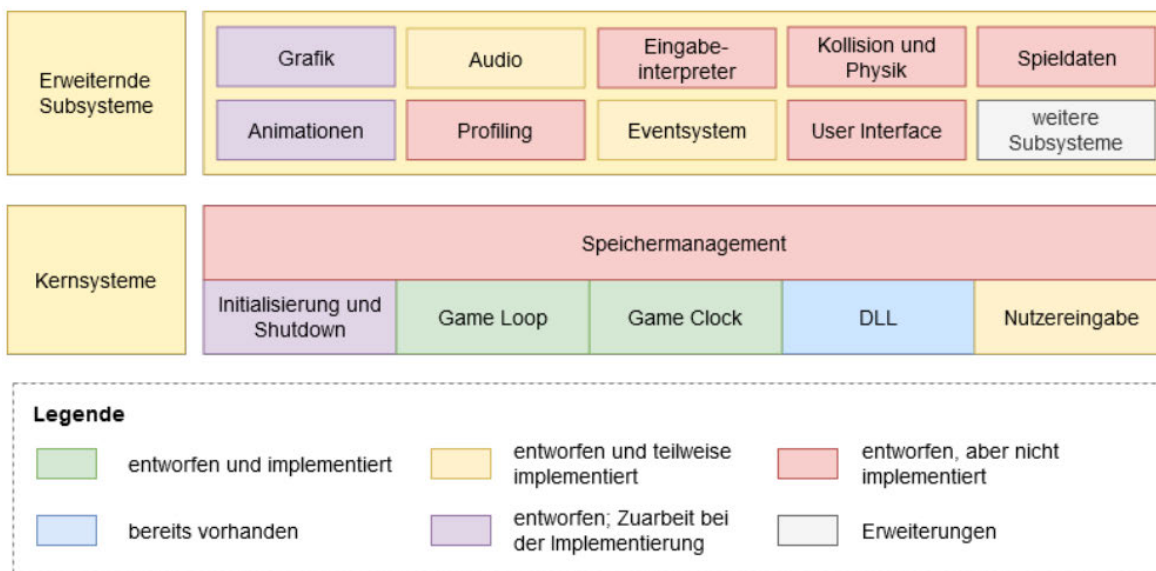 Erweiternde
Subsysteme
Grafik
Audio
Eingabe-
interpreter
Kollision und
Physik
Spieldaten
Animationen
Profiling
Eventsystem
User Interface
weitere
Subsysteme
Kernsysteme
Speichermanagement
Initialisierung und
Shutdown
Game Loop
Game Clock
DLL
Nutzereingabe
Legende
entworfen und implementiert
entworfen und teilweise
implementiert
entworfen, aber nicht
implementiert
bereits vorhanden
entworfen; Zuarbeit bei
der Implementierung
Erweiterungen